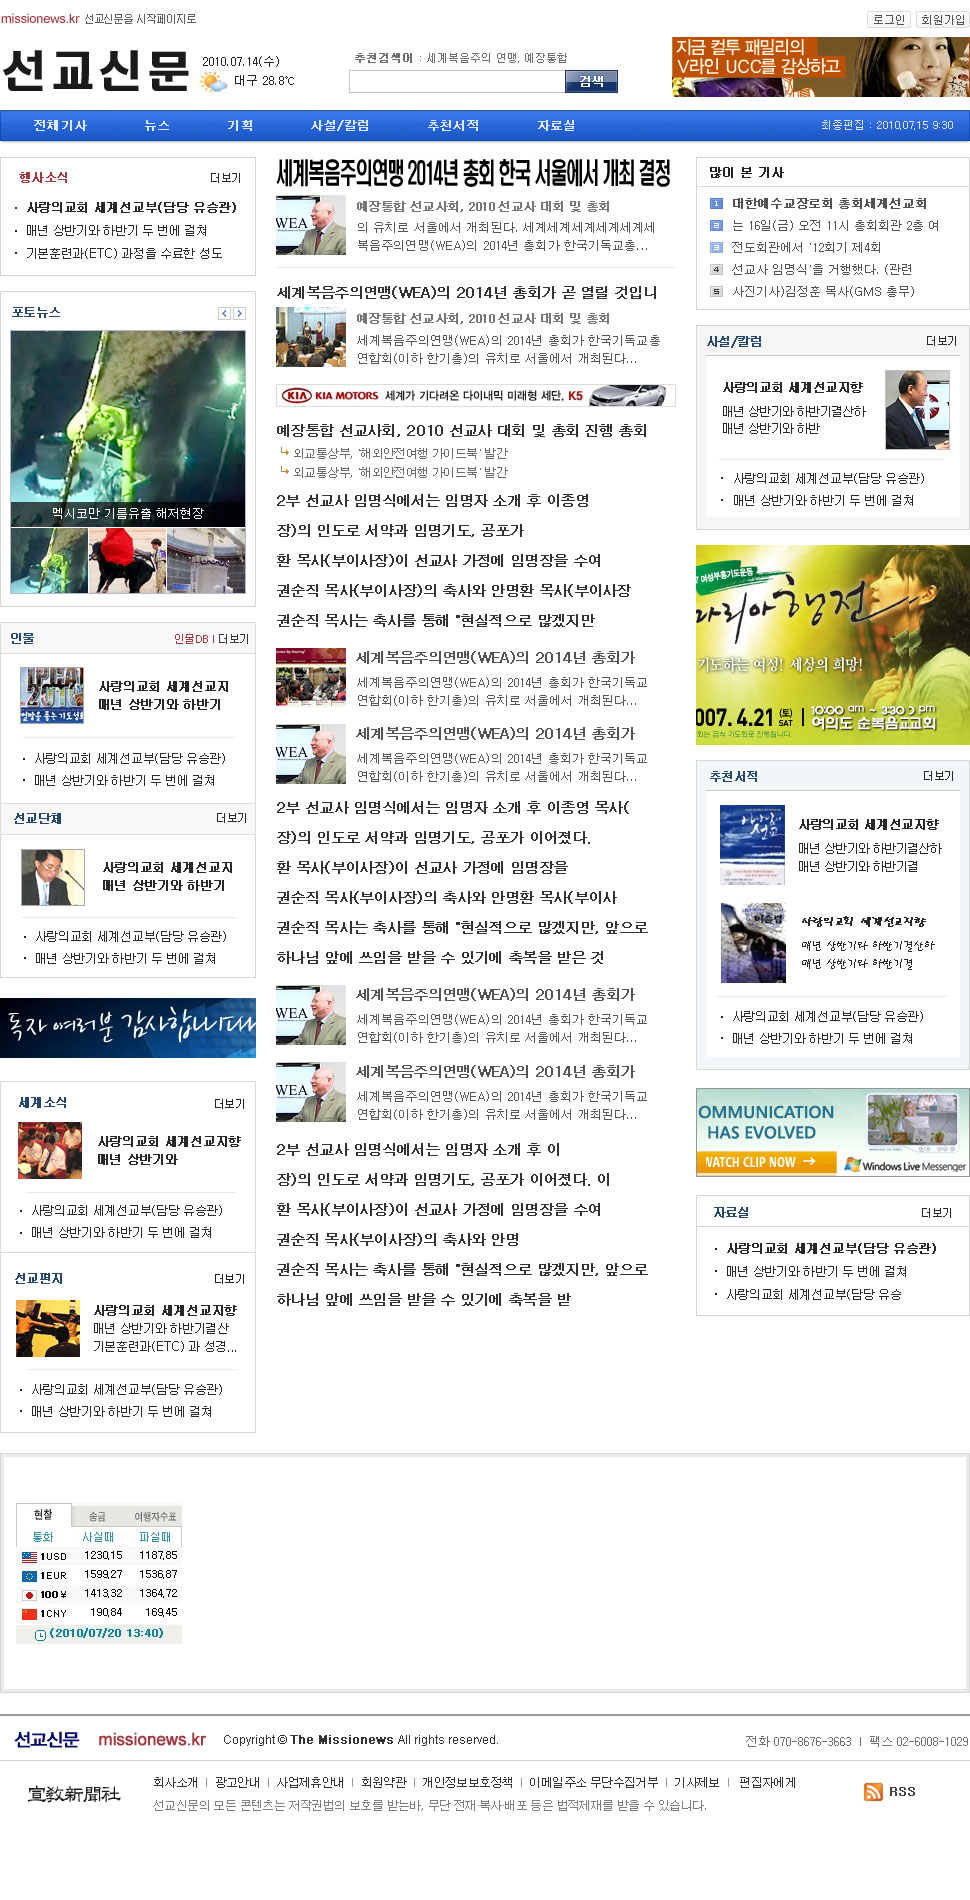 missionews.kr 선교신문을 시작페이지로
로그인 회원가입
선교신문
2010.07.14(수)
대구 28.8℃
추천검색어 : 세계복음주의 연맹, 예장통합
검색
지금 컬투 패밀리의
V라인 UCC를 감상하고
전체기사 뉴스 기획 사설/칼럼 추천서적 자료실
최종편집 : 2010.07.15 9:30
행사소식 더보기
사랑의교회 세계선교부(담당 유승관)
매년 상반기와 하반기 두 번에 걸쳐
기본훈련과(ETC) 과정을 수료한 성도
포토뉴스
멕시코만 기름유출 해저현장
인물 인물DB | 더보기
사랑의교회 세계선교지
매년 상반기와 하반기
사랑의교회 세계선교부(담당 유승관)
매년 상반기와 하반기 두 번에 걸쳐
선교단체 더보기
사랑의교회 세계선교지
매년 상반기와 하반기
사랑의교회 세계선교부(담당 유승관)
매년 상반기와 하반기 두 번에 걸쳐
독자 여러분 감사합니다
세계소식 더보기
사랑의교회 세계선교지향
매년 상반기와
사랑의교회 세계선교부(담당 유승관)
매년 상반기와 하반기 두 번에 걸쳐
선교편지 더보기
사랑의교회 세계선교지향
매년 상반기와 하반기결산
기본훈련과(ETC) 과 성경...
사랑의교회 세계선교부(담당 유승관)
매년 상반기와 하반기 두 번에 걸쳐
세계복음주의연맹 2014년 총회 한국 서울에서 개최 결정
WEA
예장통합 선교사회, 2010 선교사 대회 및 총회
의 유치로 서울에서 개최된다. 세계세계세계세계세계세
복음주의연맹(WEA)의 2014년 총회가 한국기독교총...
세계복음주의연맹(WEA)의 2014년 총회가 곧 열릴 것입니
예장통합 선교사회, 2010 선교사 대회 및 총회
세계복음주의연맹(WEA)의 2014년 총회가 한국기독교총
연합회(이하 한기총)의 유치로 서울에서 개최된다...
KIA KIA MOTORS 세계가 기다려온 다이내믹 미래형 세단, K5
예장통합 선교사회, 2010 선교사 대회 및 총회 진행 총회
외교통상부, '해외안전여행 가이드북' 발간
외교통상부, '해외안전여행 가이드북' 발간
2부 선교사 임명식에서는 임명자 소개 후 이종영
장)의 인도로 서약과 임명기도, 공포가
환 목사(부이사장)이 선교사 가정에 임명장을 수여
권순직 목사(부이사장)의 축사와 안명환 목사(부이사장
권순직 목사는 축사를 통해 "현실적으로 많겠지만
세계복음주의연맹(WEA)의 2014년 총회가
세계복음주의연맹(WEA)의 2014년 총회가 한국기독교
연합회(이하 한기총)의 유치로 서울에서 개최된다...
WEA
세계복음주의연맹(WEA)의 2014년 총회가
세계복음주의연맹(WEA)의 2014년 총회가 한국기독교
연합회(이하 한기총)의 유치로 서울에서 개최된다...
2부 선교사 임명식에서는 임명자 소개 후 이종영 목사(
장)의 인도로 서약과 임명기도, 공포가 이어졌다.
환 목사(부이사장)이 선교사 가정에 임명장을
권순직 목사(부이사장)의 축사와 안명환 목사(부이사
권순직 목사는 축사를 통해 "현실적으로 많겠지만, 앞으로
하나님 앞에 쓰임을 받을 수 있기에 축복을 받은 것
WEA
세계복음주의연맹(WEA)의 2014년 총회가
세계복음주의연맹(WEA)의 2014년 총회가 한국기독교
연합회(이하 한기총)의 유치로 서울에서 개최된다...
WEA
세계복음주의연맹(WEA)의 2014년 총회가
세계복음주의연맹(WEA)의 2014년 총회가 한국기독교
연합회(이하 한기총)의 유치로 서울에서 개최된다...
2부 선교사 임명식에서는 임명자 소개 후 이
장)의 인도로 서약과 임명기도, 공포가 이어졌다. 이
환 목사(부이사장)이 선교사 가정에 임명장을 수여
권순직 목사(부이사장)의 축사와 안명
권순직 목사는 축사를 통해 "현실적으로 많겠지만, 앞으로
하나님 앞에 쓰임을 받을 수 있기에 축복을 받
많이 본 기사
1 대한예수교장로회 총회세계선교회
2 는 16일(금) 오전 11시 총회회관 2층 여
3 전도회관에서 '12회기 제4회
4 선교사 임명식'을 거행했다. (관련
5 사진기사)김정훈 목사(GMS 총무)
사설/칼럼 더보기
사랑의교회 세계선교지향
매년 상반기와 하반기결산하
매년 상반기와 하반
사랑의교회 세계선교부(담당 유승관)
매년 상반기와 하반기 두 번에 걸쳐
여성부흥기도운동
마리아행전
기도하는 여성! 세상의 희망!
007.4.21 (토) SAT
10:00 am ~ 3:30 pm
여의도 순복음교회
추천서적 더보기
사랑의교회 세계선교지향
매년 상반기와 하반기결산하
매년 상반기와 하반기결
사랑의교회 세계선교지향
매년 상반기와 하반기결산하
매년 상반기와 하반기결
사랑의교회 세계선교부(담당 유승관)
매년 상반기와 하반기 두 번에 걸쳐
OMMUNICATION
HAS EVOLVED
WATCH CLIP NOW
Windows Live Messenger
자료실 더보기
사랑의교회 세계선교부(담당 유승관)
매년 상반기와 하반기 두 번에 걸쳐
사랑의교회 세계선교부(담당 유승
현찰 송금 여행자수표
통화 사실때 파실때
1USD 1230,15 1187,85
1EUR 1599,27 1536,87
100¥ 1413,32 1364,72
1CNY 190,84 169,45
(2010/07/20 13:40)
선교신문 missionews.kr Copyright © The Missionews All rights reserved.
전화 070-8676-3663 | 팩스 02-6008-1029
宣教新聞社
회사소개 | 광고안내 | 사업제휴안내 | 회원약관 | 개인정보보호정책 | 이메일주소 무단수집거부 | 기사제보 | 편집자에게
선교신문의 모든 콘텐츠는 저작권법의 보호를 받는바, 무단 전재·복사·배포 등은 법적제재를 받을 수 있습니다.
RSS